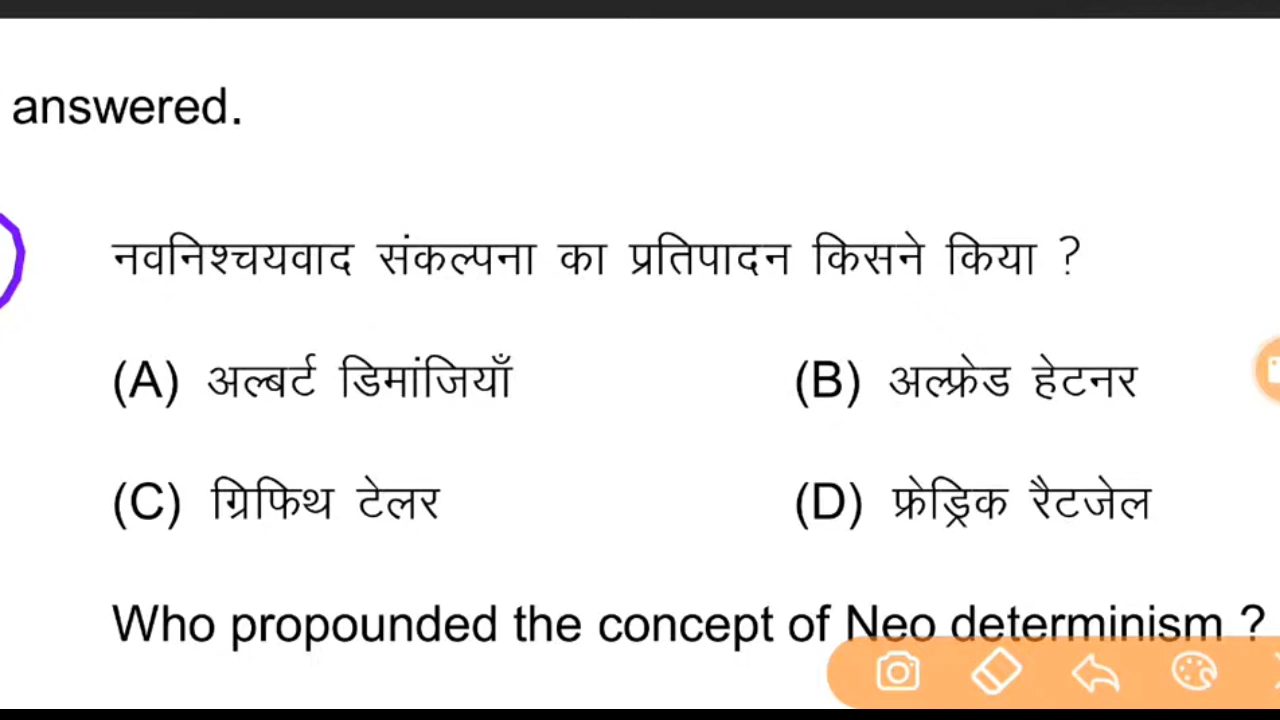 answered.
नवनिश्चयवाद संकल्पना का प्रतिपादन किसने किया ?
(A) अल्बर्ट डिमांजियाँ (B) अल्फ्रेड हेटनर
(C) ग्रिफिथ टेलर (D) फ्रेड्रिक रैटजेल
Who propounded the concept of Neo determinism ?